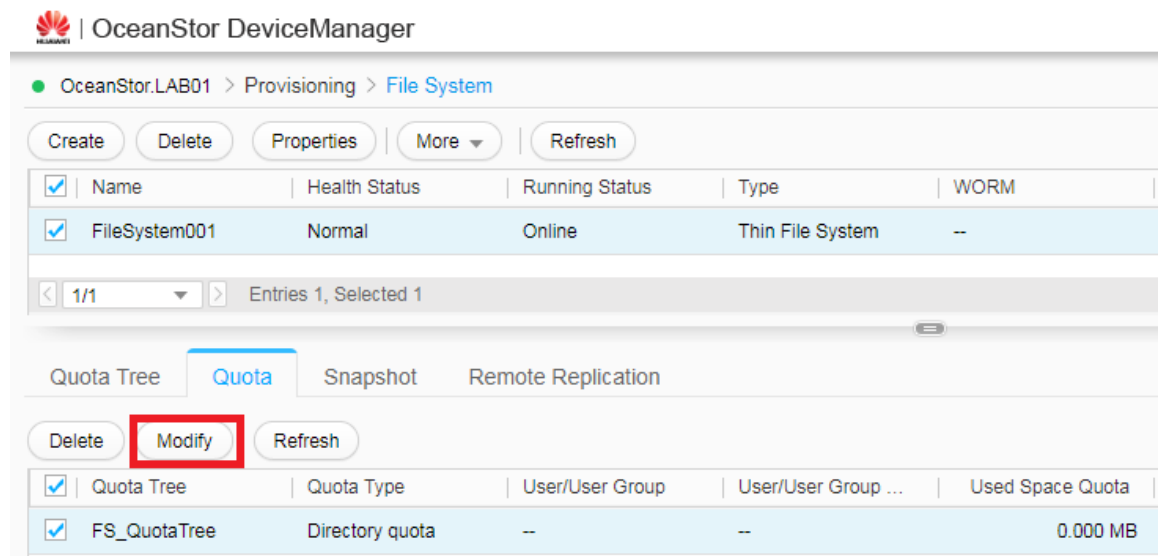 HUAWEI | OceanStor DeviceManager
OceanStor.LAB01 > Provisioning > File System
Create Delete Properties More Refresh
Name Health Status Running Status Type WORM
FileSystem001 Normal Online Thin File System --
< 1/1 > Entries 1, Selected 1
Quota Tree Quota Snapshot Remote Replication
Delete Modify Refresh
Quota Tree Quota Type User/User Group User/User Group ... Used Space Quota
FS_QuotaTree Directory quota -- -- 0.000 MB